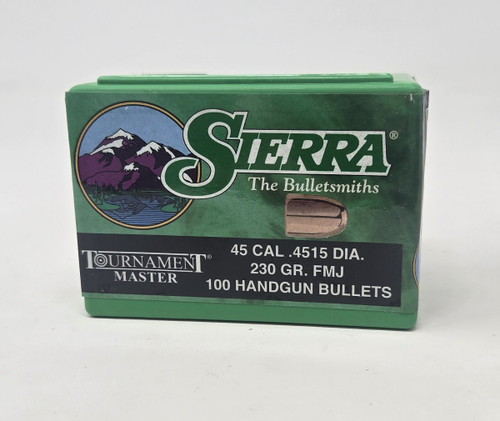 SIERRA®
The Bulletsmiths
TOURNAMENT®
MASTER
45 CAL .4515 DIA.
230 GR. FMJ
100 HANDGUN BULLETS